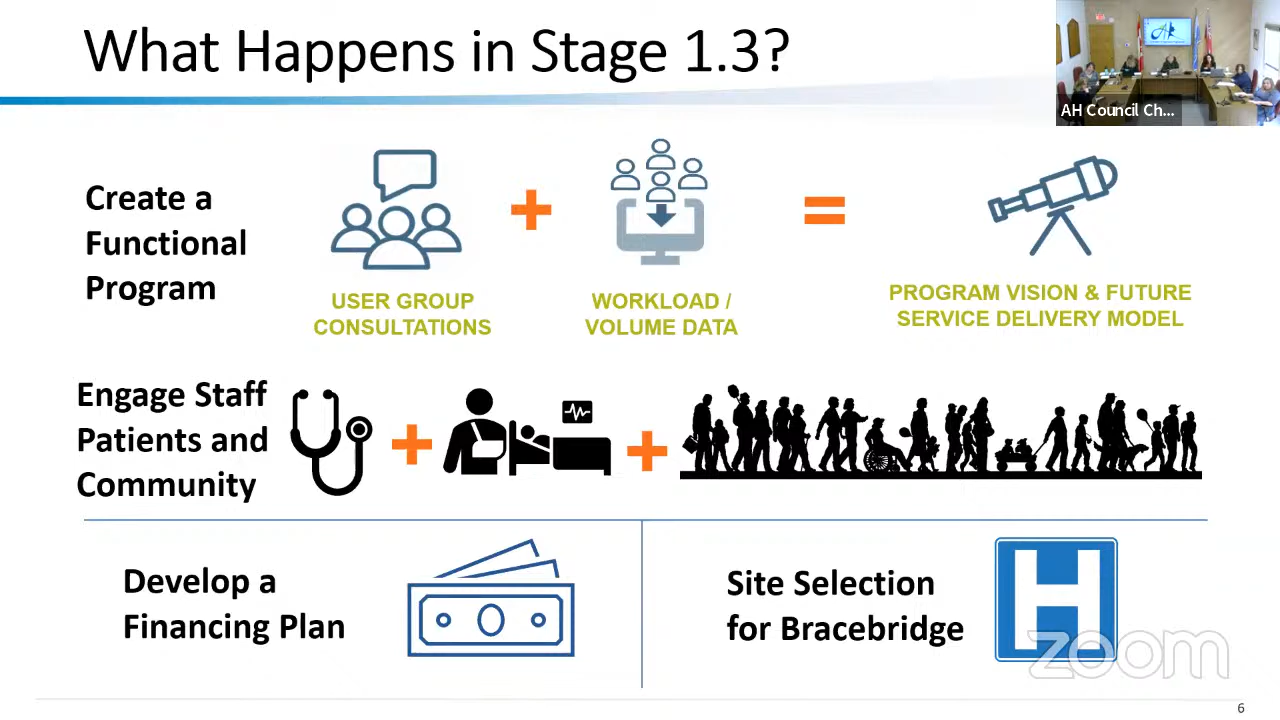 What Happens in Stage 1.3?
AH Council Ch...
Create a
Functional
Program
USER GROUP
CONSULTATIONS
WORKLOAD /
VOLUME DATA
PROGRAM VISION & FUTURE
SERVICE DELIVERY MODEL
Engage Staff
Patients and
Community
Develop a
Financing Plan
Site Selection
for Bracebridge
H
zoom
6